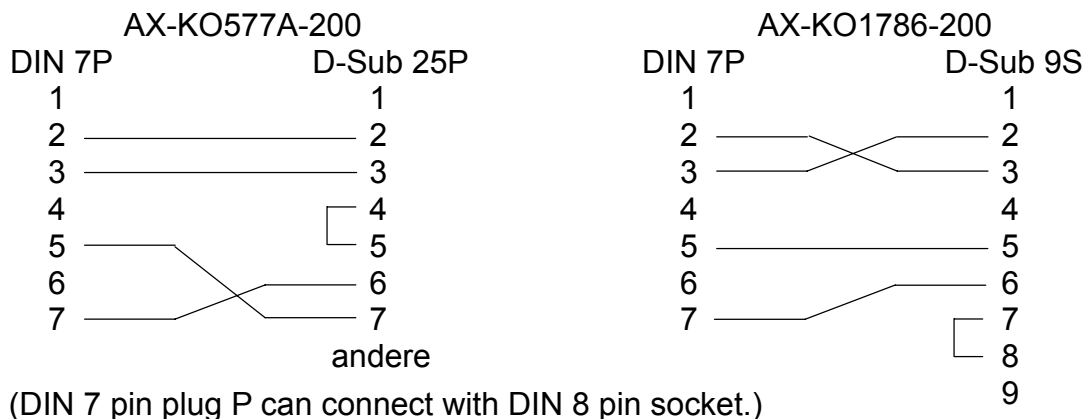 AX-KO577A-200
DIN 7P D-Sub 25P
1 1
2 2
3 3
4 4
5 5
6 6
7 7
andere
AX-KO1786-200
DIN 7P D-Sub 9S
1 1
2 2
3 3
4 4
5 5
6 6
7 7
8
9
(DIN 7 pin plug P can connect with DIN 8 pin socket.)